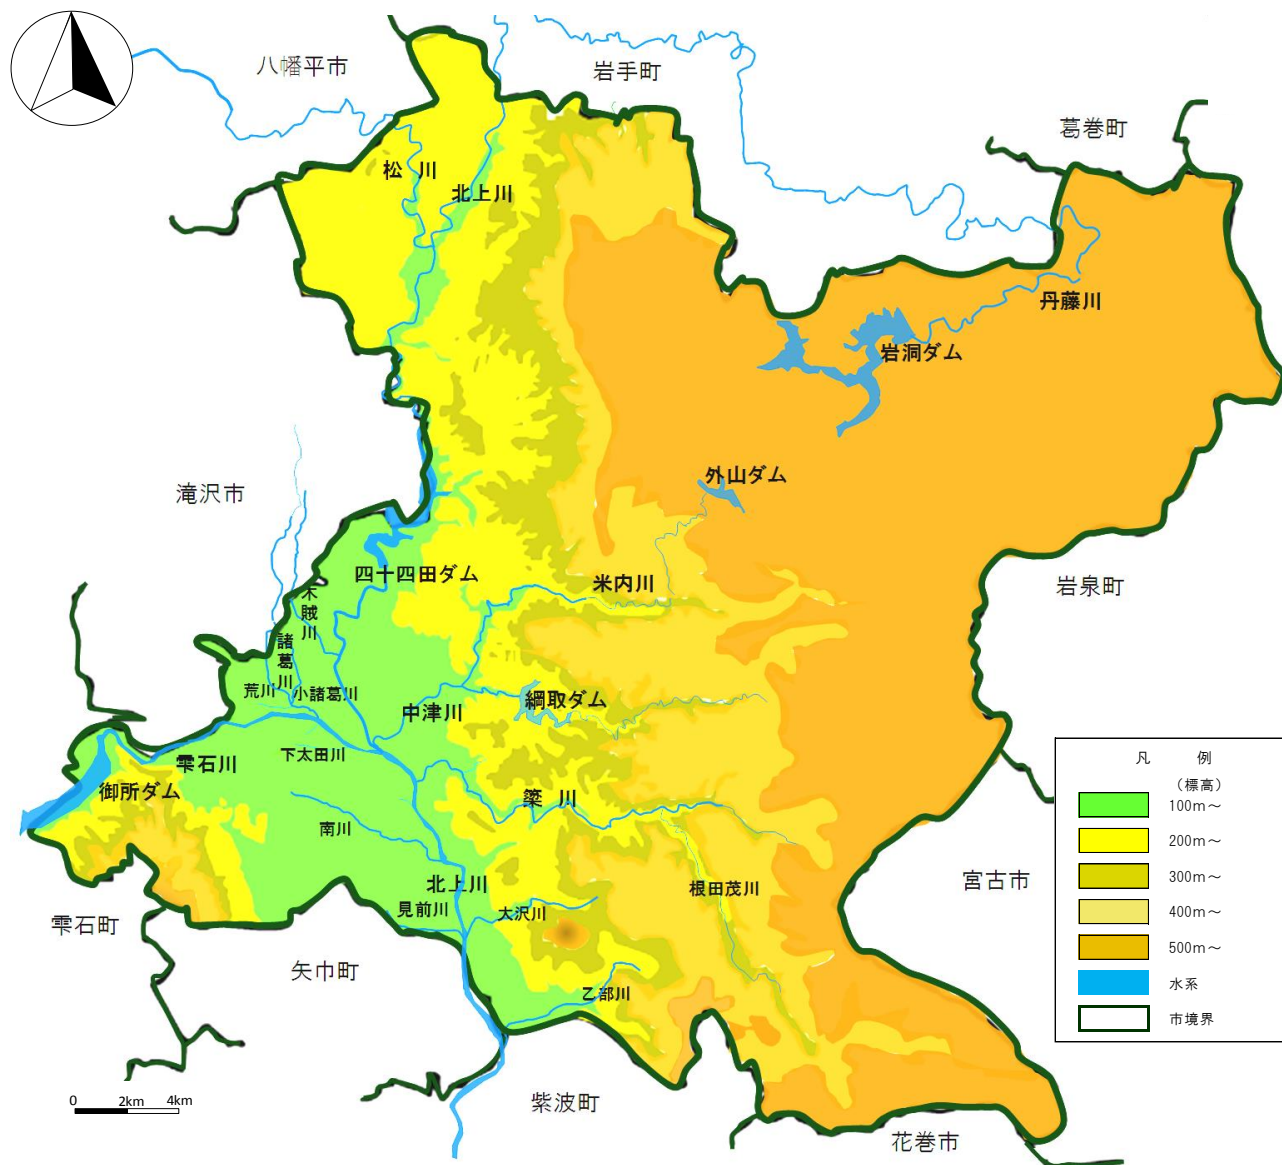 八幡平市
岩手町
葛巻町
松川
北上川
丹藤川
岩洞ダム
外山ダム
滝沢市
四十四田ダム
米内川
岩泉町
木賊川
諸葛川
荒川
小諸葛川
綱取ダム
中津川
下太田川
雫石川
御所ダム
簗川
南川
北上川
根田茂川
宮古市
見前川
大沢川
雫石町
矢巾町
乙部川
紫波町
花巻市
0 2km 4km
凡例
(標高)
100m~
200m~
300m~
400m~
500m~
水系
市境界